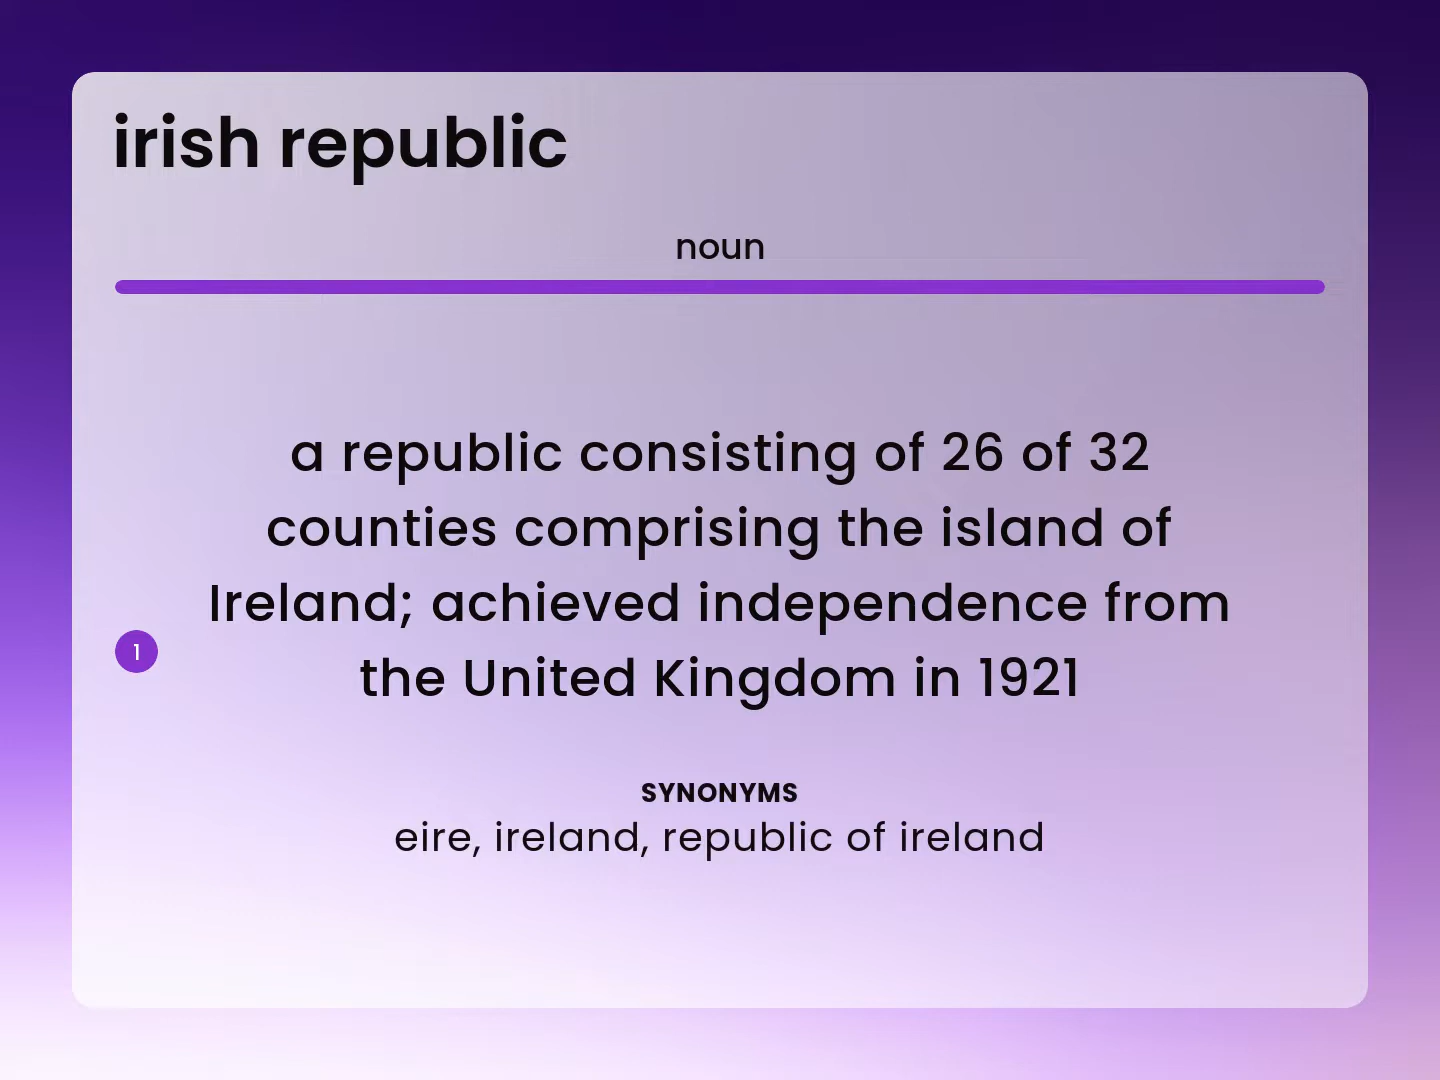 irish republic
noun
a republic consisting of 26 of 32
counties comprising the island of
Ireland; achieved independence from
1
the United Kingdom in 1921
SYNONYMS
eire, ireland, republic of ireland